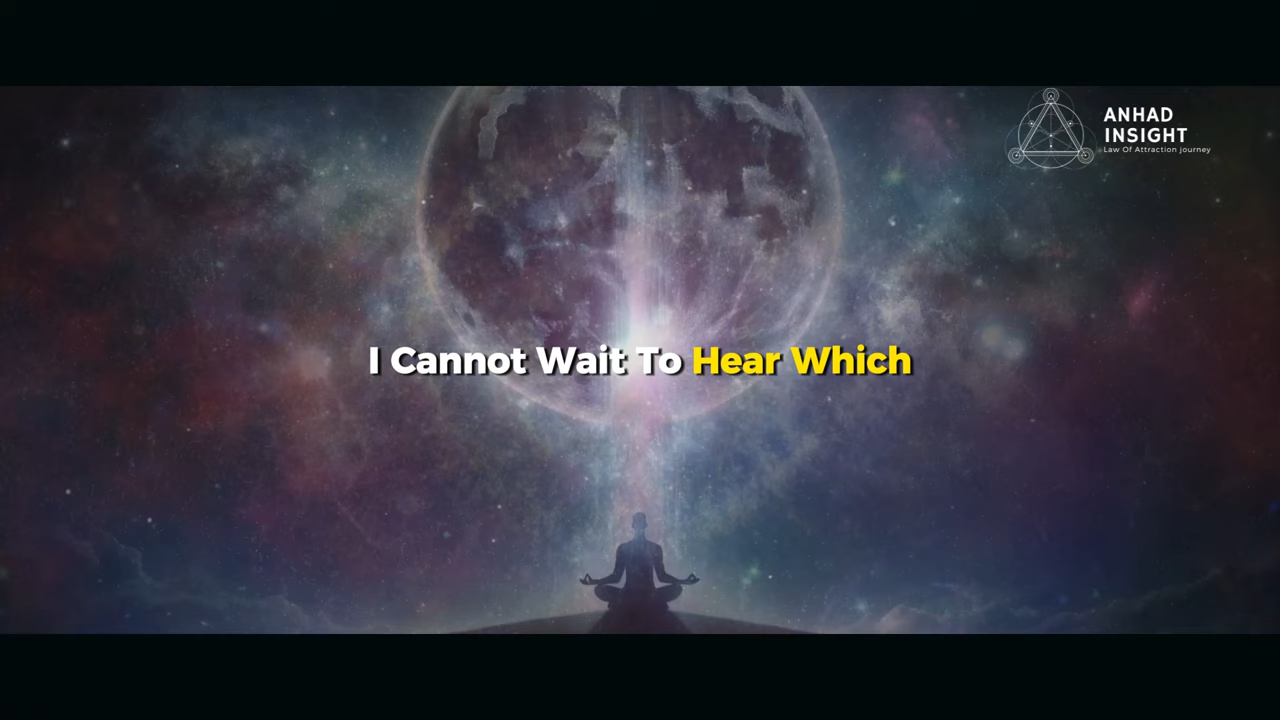 ANHAD
INSIGHT
Law Of Attraction journey
I Cannot Wait To Hear Which